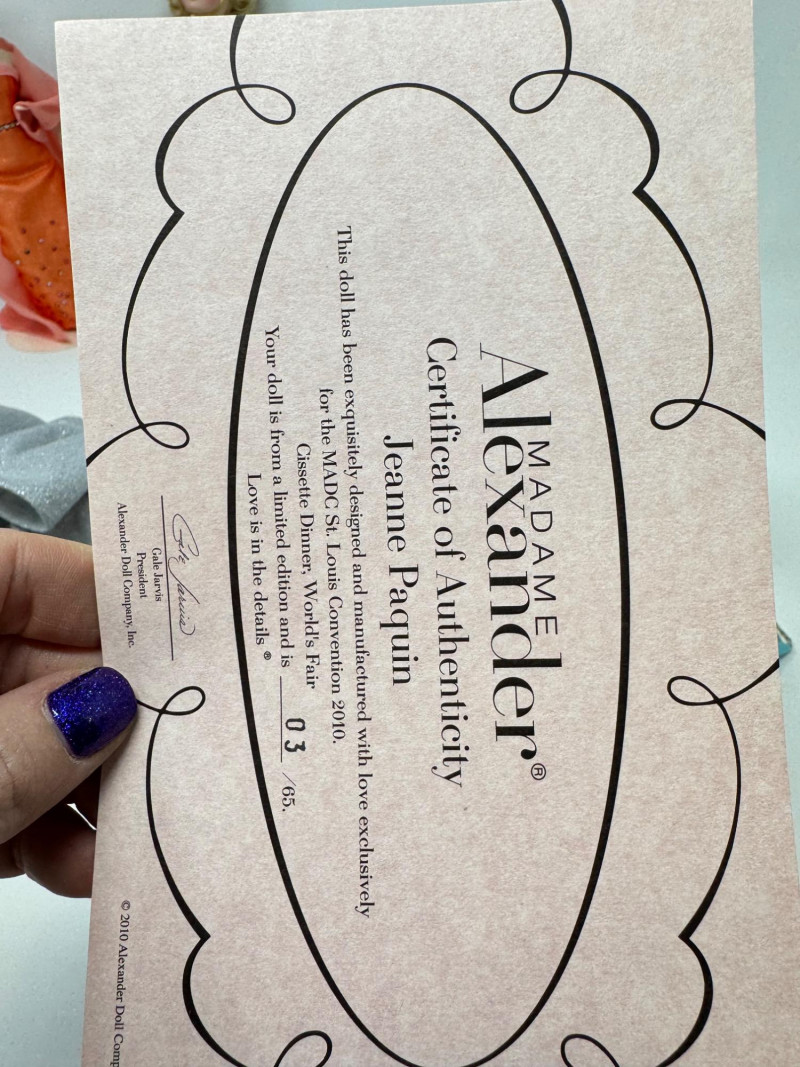 MADAME
Alexander®
Certificate of Authenticity
Jeanne Paquin
This doll has been exquisitely designed and manufactured with love exclusively
for the MADC St. Louis Convention 2010.
Cissette Dinner, World's Fair
Your doll is from a limited edition and is 03 /65.
Love is in the details ®
Gale Jarvis
Gale Jarvis
President
Alexander Doll Company, Inc.
© 2010 Alexander Doll Comp